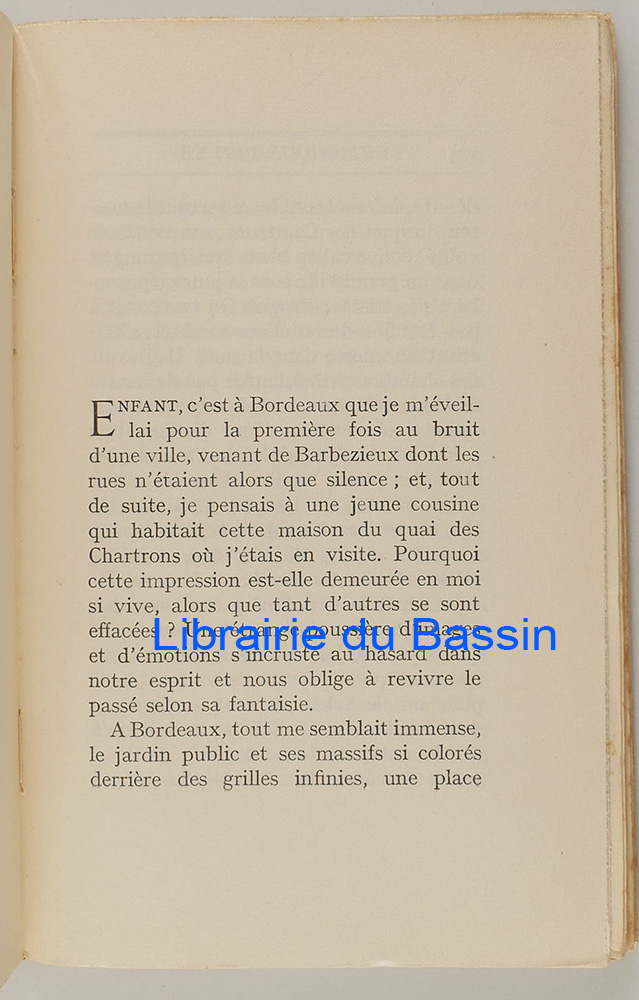 ENFANT, c'est à Bordeaux que je m'éveil-
lai pour la première fois au bruit
d'une ville, venant de Barbezieux dont les
rues n'étaient alors que silence ; et, tout
de suite, je pensais à une jeune cousine
qui habitait cette maison du quai des
Chartrons où j'étais en visite. Pourquoi
cette impression est-elle demeurée en moi
si vive, alors que tant d'autres se sont
effacées ? Une étrange poussière d'images
Librairie du Bassin
et d'émotions s'incruste au hasard dans
notre esprit et nous oblige à revivre le
passé selon sa fantaisie.
A Bordeaux, tout me semblait immense,
le jardin public et ses massifs si colorés
derrière des grilles infinies, une place